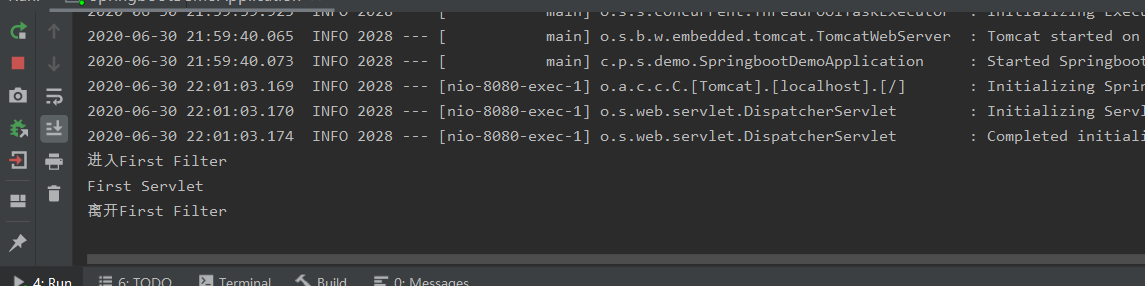 SpringbootDemoApplication
2020-06-30 21:59:39.925  INFO 2028 --- [           main] o.s.s.concurrent.ThreadPoolTaskExecutor  : Initializing Exec
2020-06-30 21:59:40.065  INFO 2028 --- [           main] o.s.b.w.embedded.tomcat.TomcatWebServer  : Tomcat started on
2020-06-30 21:59:40.073  INFO 2028 --- [           main] c.p.s.demo.SpringbootDemoApplication     : Started Springboot
2020-06-30 22:01:03.169  INFO 2028 --- [nio-8080-exec-1] o.a.c.c.C.[Tomcat].[localhost].[/]       : Initializing Sprin
2020-06-30 22:01:03.170  INFO 2028 --- [nio-8080-exec-1] o.s.web.servlet.DispatcherServlet        : Initializing Servl
2020-06-30 22:01:03.174  INFO 2028 --- [nio-8080-exec-1] o.s.web.servlet.DispatcherServlet        : Completed initiali
进入First Filter
First Servlet
离开First Filter
4: Run 6: TODO Terminal Build 0: Messages